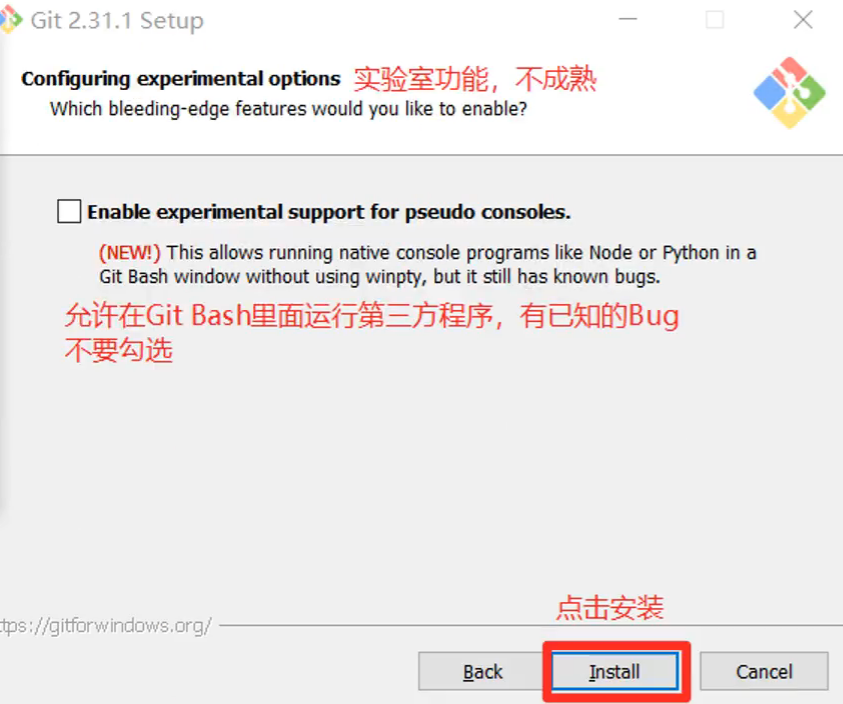 Git 2.31.1 Setup
Configuring experimental options 实验室功能，不成熟
Which bleeding-edge features would you like to enable?
Enable experimental support for pseudo consoles.
(NEW!) This allows running native console programs like Node or Python in a
Git Bash window without using winpty, but it still has known bugs.
允许在Git Bash里面运行第三方程序，有已知的Bug
不要勾选
点击安装
ttps://gitforwindows.org/
Back Install Cancel